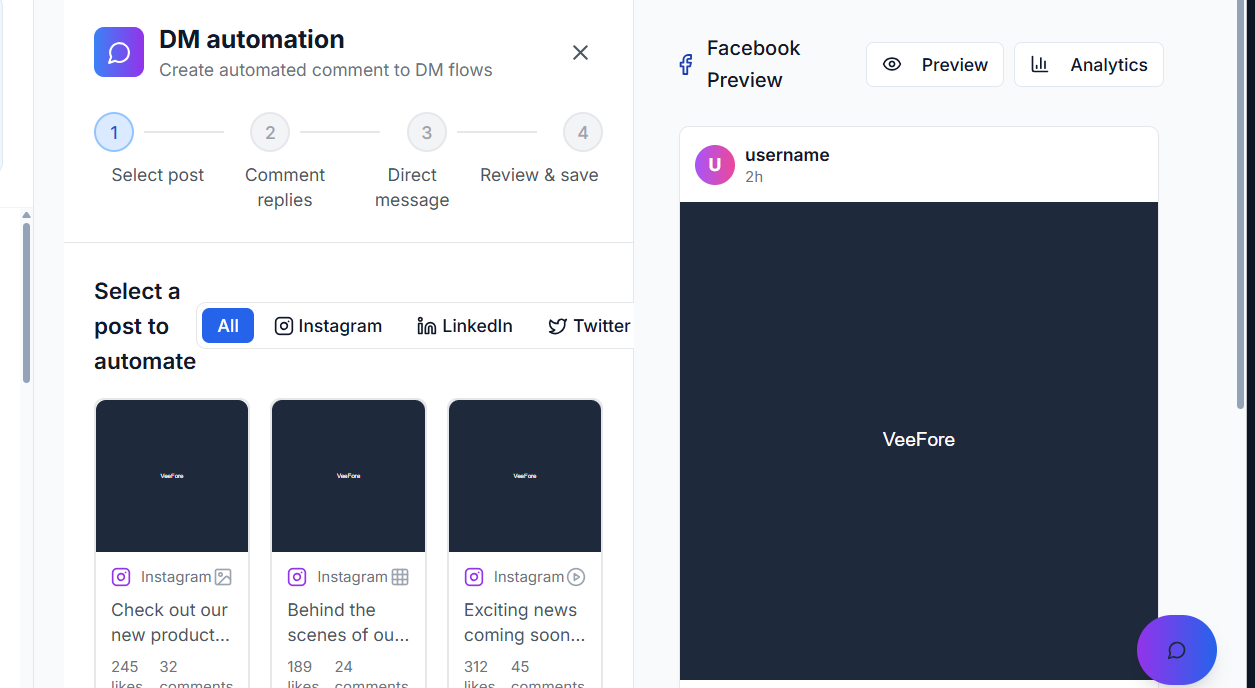 DM automation
Create automated comment to DM flows
1
2
3
4
Select post
Comment
replies
Direct
message
Review & save
Select a
post to
automate
All
Instagram
LinkedIn
Twitter
VeeFore
VeeFore
VeeFore
Instagram
Check out our
new product...
245
likes
32
comments
Instagram
Behind the
scenes of ou...
189
likes
24
comments
Instagram
Exciting news
coming soon...
312
likes
45
comments
Facebook
Preview
Preview
Analytics
U
username
2h
VeeFore